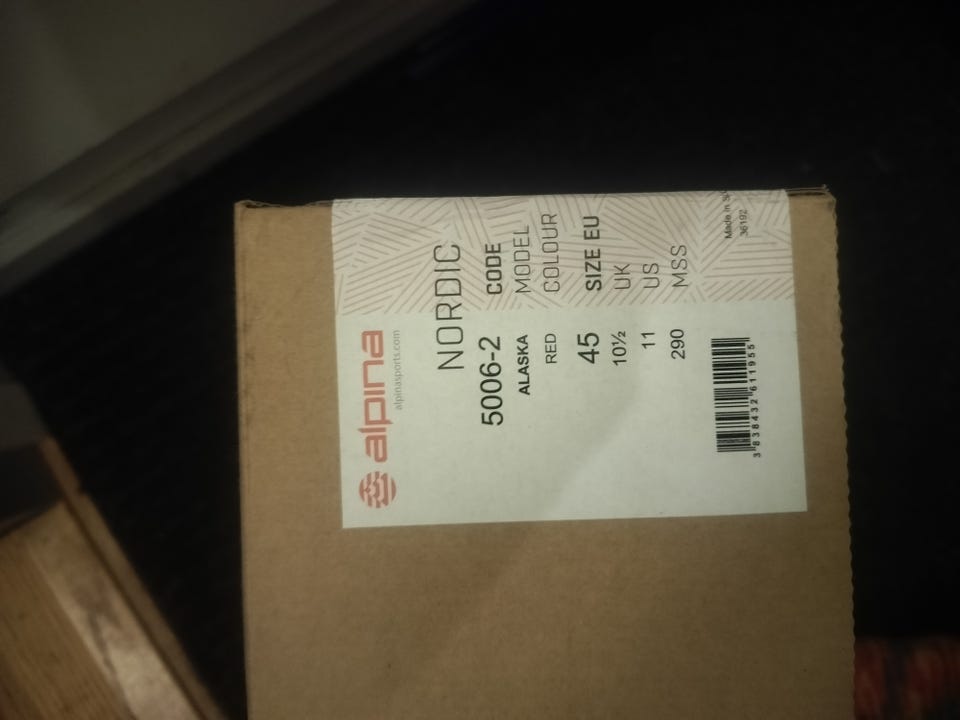 alpina
alpinasports.com
NORDIC
5006-2 CODE
ALASKA MODEL
RED COLOUR
45 SIZE EU
10½ UK
11 US
290 MSS
3 838432 611955
Made in
36192